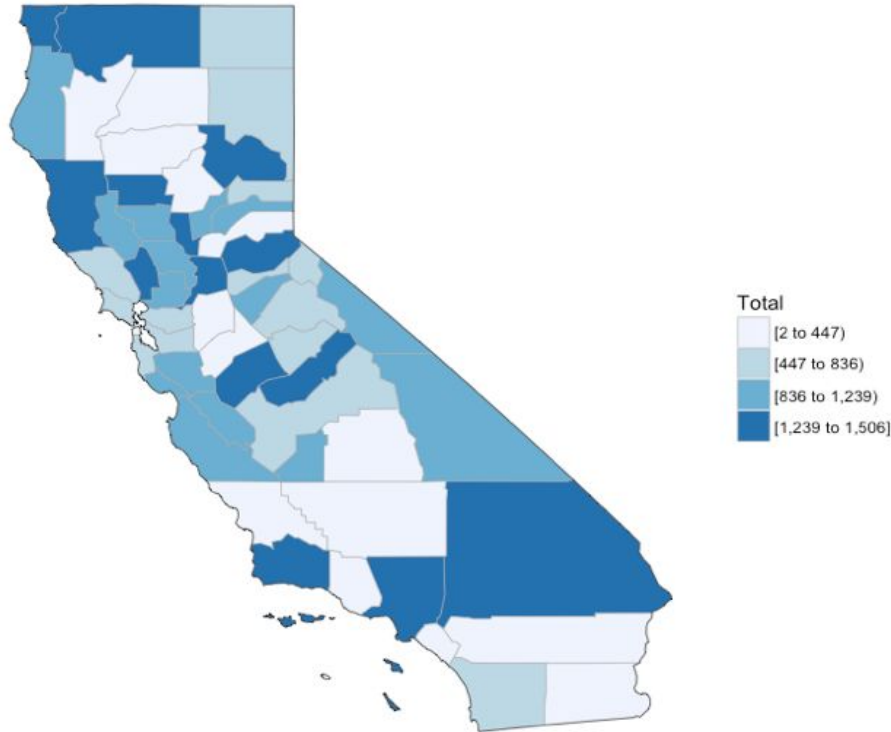 Total
[2 to 447)
[447 to 836)
[836 to 1,239)
[1,239 to 1,506]